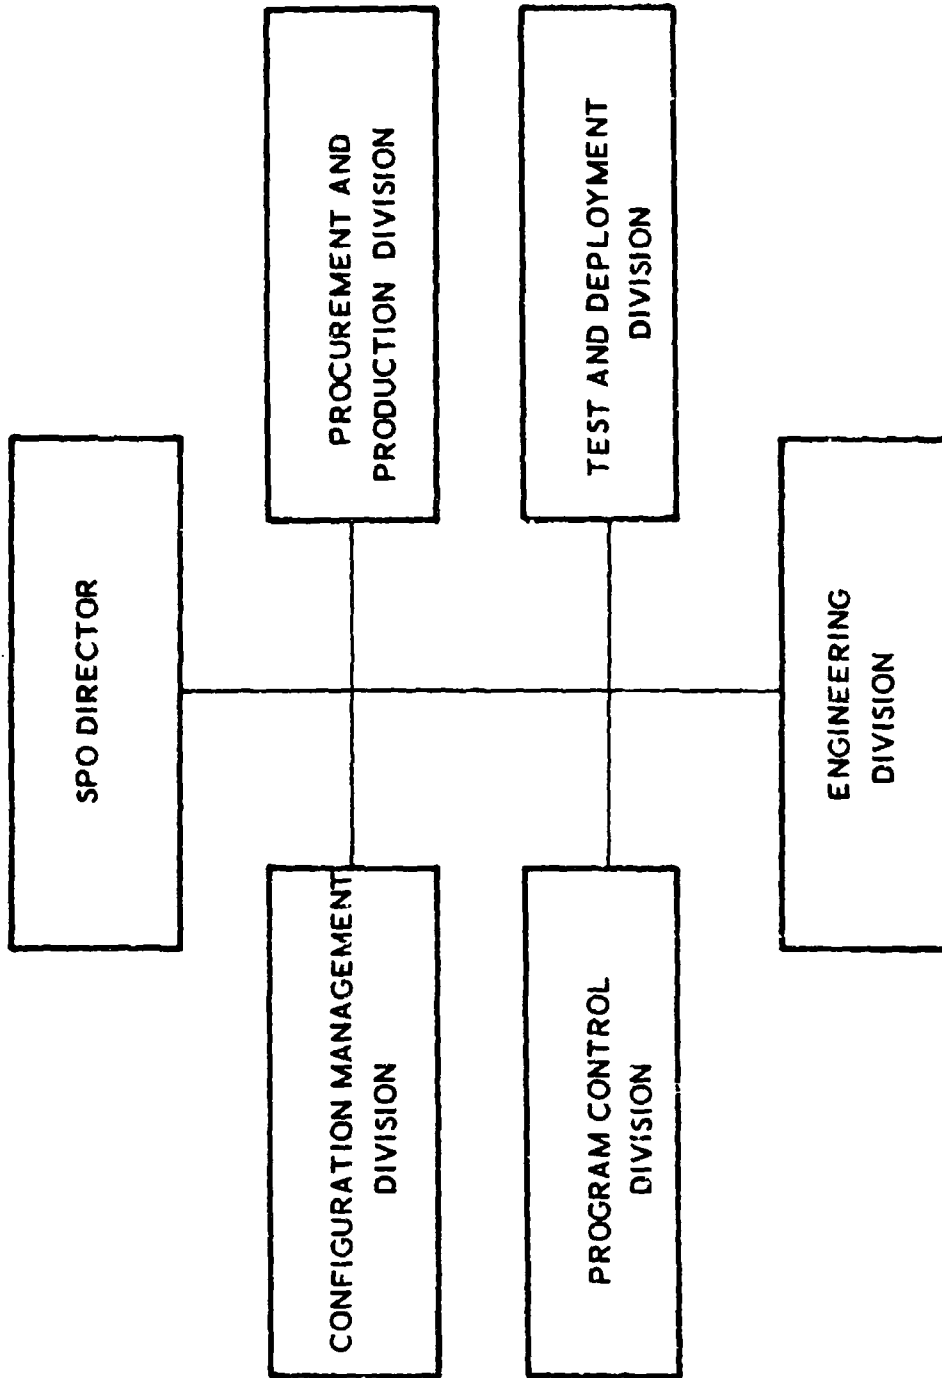 SPO DIRECTOR
CONFIGURATION MANAGEMENT
DIVISION
PROCUREMENT AND
PRODUCTION DIVISION
PROGRAM CONTROL
DIVISION
TEST AND DEPLOYMENT
DIVISION
ENGINEERING
DIVISION